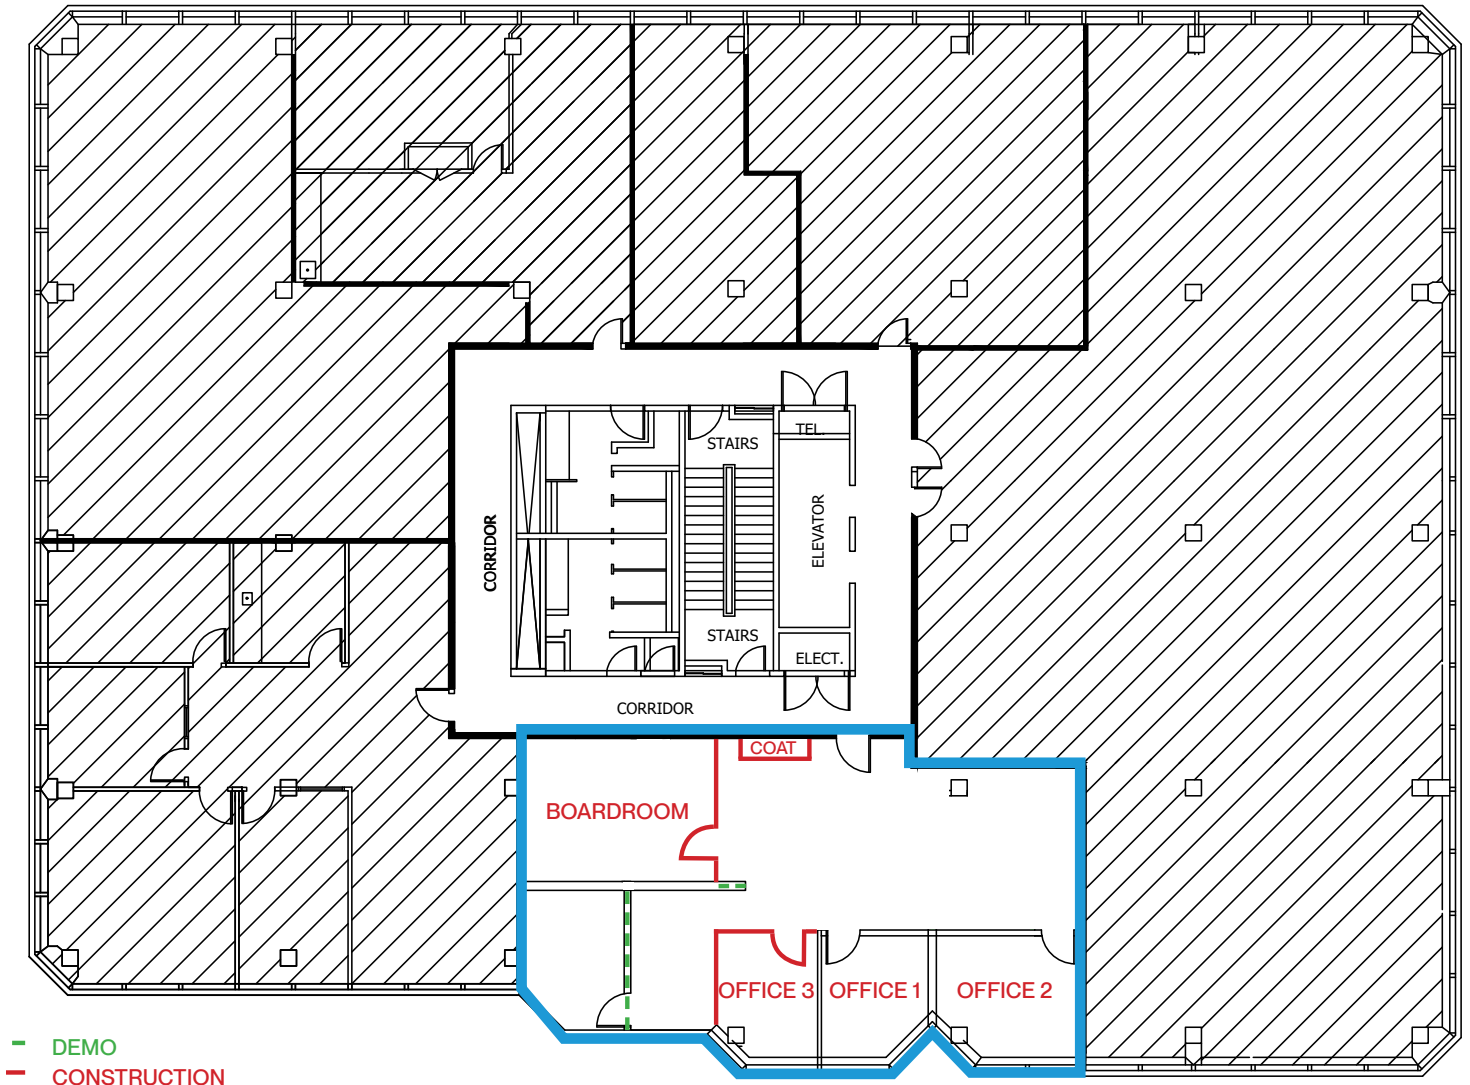 TEL.
STAIRS
ELEVATOR
CORRIDOR
STAIRS
ELECT.
CORRIDOR
COAT
BOARDROOM
OFFICE 3
OFFICE 1
OFFICE 2
DEMO
CONSTRUCTION